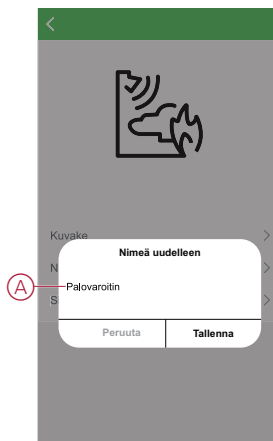 Kuvake
Nimeä uudelleen
N
A
Palovaroitin
S
Peruuta
Tallenna